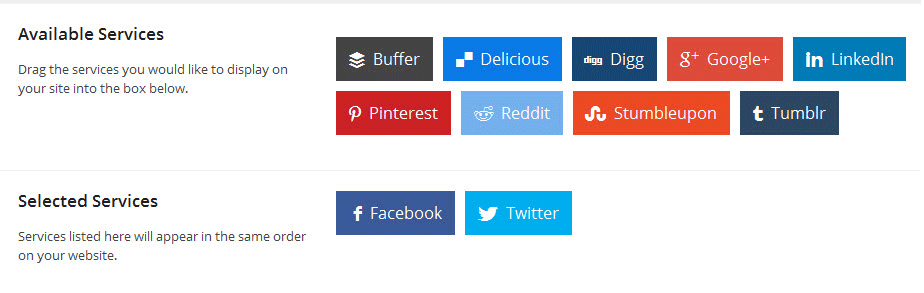 Available Services
Drag the services you would like to display on
your site into the box below.
Buffer Delicious digg Digg g+ Google+ in LinkedIn
Pinterest Reddit Stumbleupon t Tumblr
Selected Services
Services listed here will appear in the same order
on your website.
f Facebook Twitter